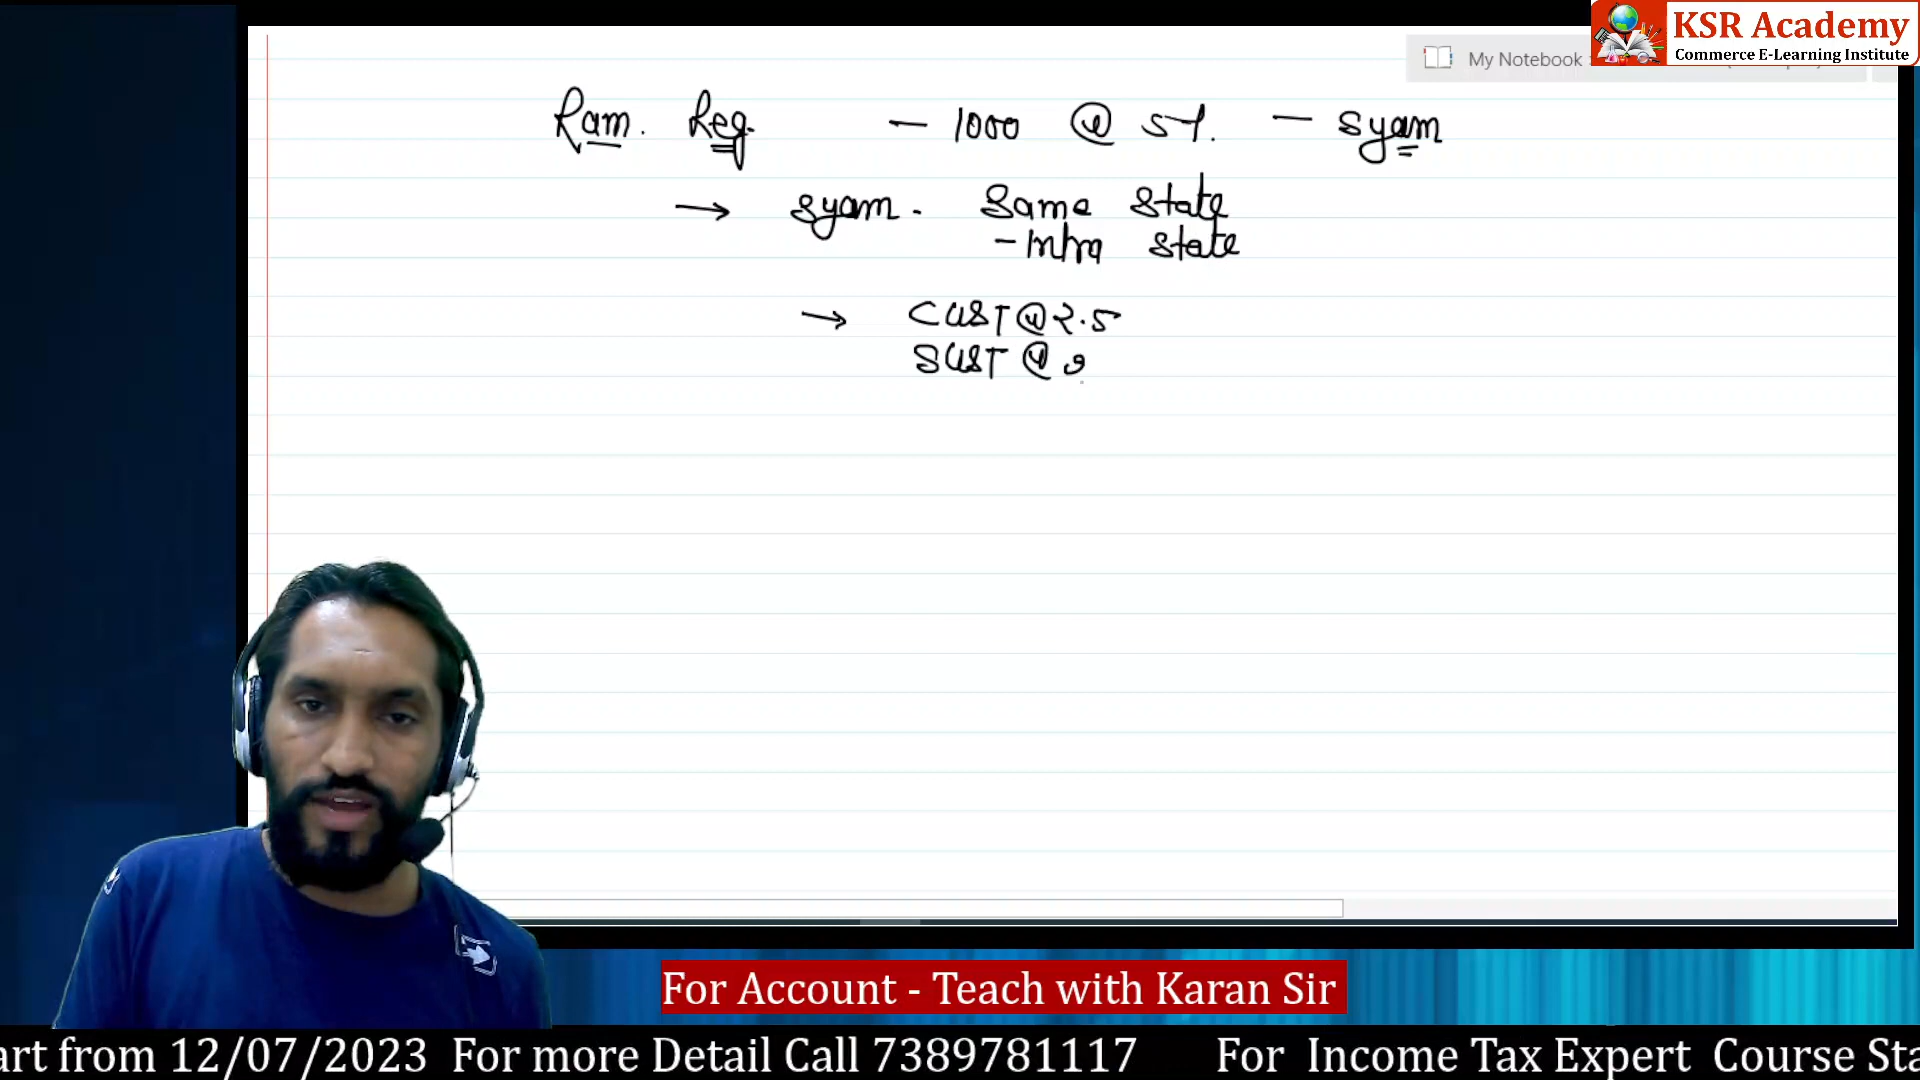 KSR Academy
Commerce E-Learning Institute
My Notebook
Ram. Reg. - 1000 @ 5%. - Syam
→ Syam. Same State
- Intra State
→ CGST @ 2.5
SGST @ 2
For Account - Teach with Karan Sir
art from 12/07/2023 For more Detail Call 7389781117 For Income Tax Expert Course Sta